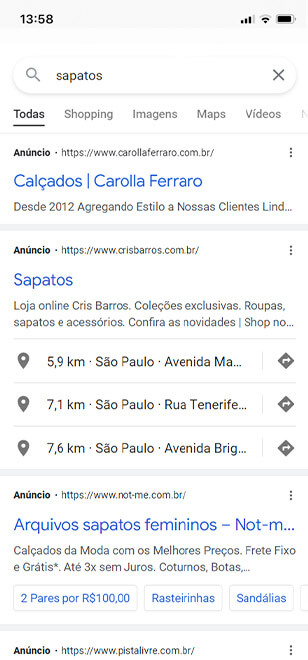 13:58
sapatos
Todas Shopping Imagens Maps Vídeos N
Anúncio · https://www.carollaferraro.com.br/
Calçados | Carolla Ferraro
Desde 2012 Agregando Estilo a Nossas Clientes Lind...
Anúncio · https://www.crisbarros.com.br/
Sapatos
Loja online Cris Barros. Coleções exclusivas. Roupas,
sapatos e acessórios. Confira as novidades | Shop no...
5,9 km · São Paulo · Avenida Ma...
7,1 km · São Paulo · Rua Tenerife...
7,6 km · São Paulo · Avenida Brig...
Anúncio · https://www.not-me.com.br/
Arquivos sapatos femininos – Not-m...
Calçados da Moda com os Melhores Preços. Frete Fixo
e Grátis*. Até 3x sem Juros. Coturnos, Botas,...
2 Pares por R$100,00 Rasteirinhas Sandálias
Anúncio · https://www.pistalivre.com.br/